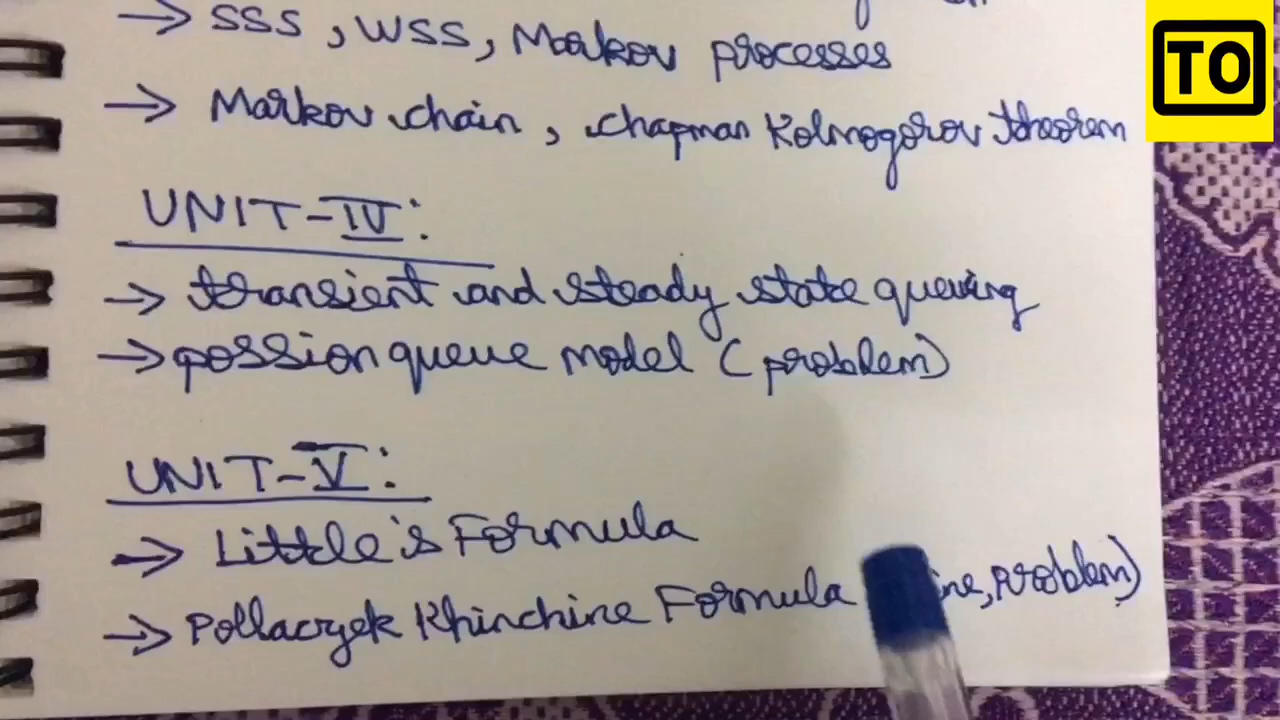 → SSS, WSS, Markov processes
TO
→ Markov chain, chapman Kolmogorov theorem
UNIT-IV:
→ transient and steady state queuing
→ possion queue model (problem)
UNIT-V:
→ Little's Formula
→ Pollaczek Khinchine Formula problem)